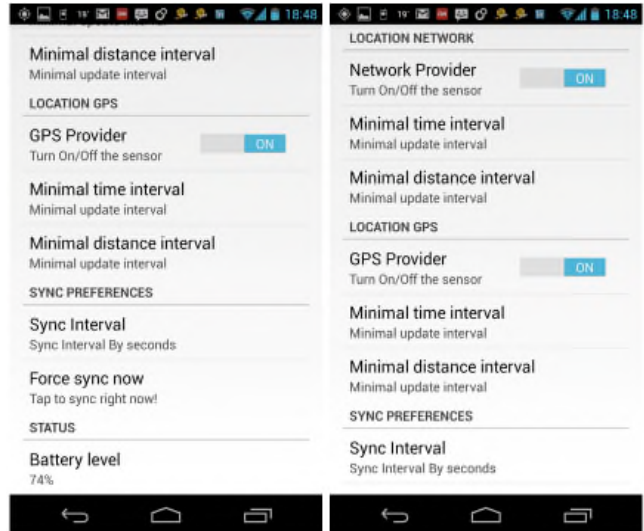 18:48
Minimal distance interval
Minimal update interval
LOCATION GPS
GPS Provider
Turn On/Off the sensor
ON
Minimal time interval
Minimal update interval
Minimal distance interval
Minimal update interval
SYNC PREFERENCES
Sync Interval
Sync Interval By seconds
Force sync now
Tap to sync right now!
STATUS
Battery level
74%
19°
18:48
LOCATION NETWORK
Network Provider
Turn On/Off the sensor
ON
Minimal time interval
Minimal update interval
Minimal distance interval
Minimal update interval
LOCATION GPS
GPS Provider
Turn On/Off the sensor
ON
Minimal time interval
Minimal update interval
Minimal distance interval
Minimal update interval
SYNC PREFERENCES
Sync Interval
Sync Interval By seconds